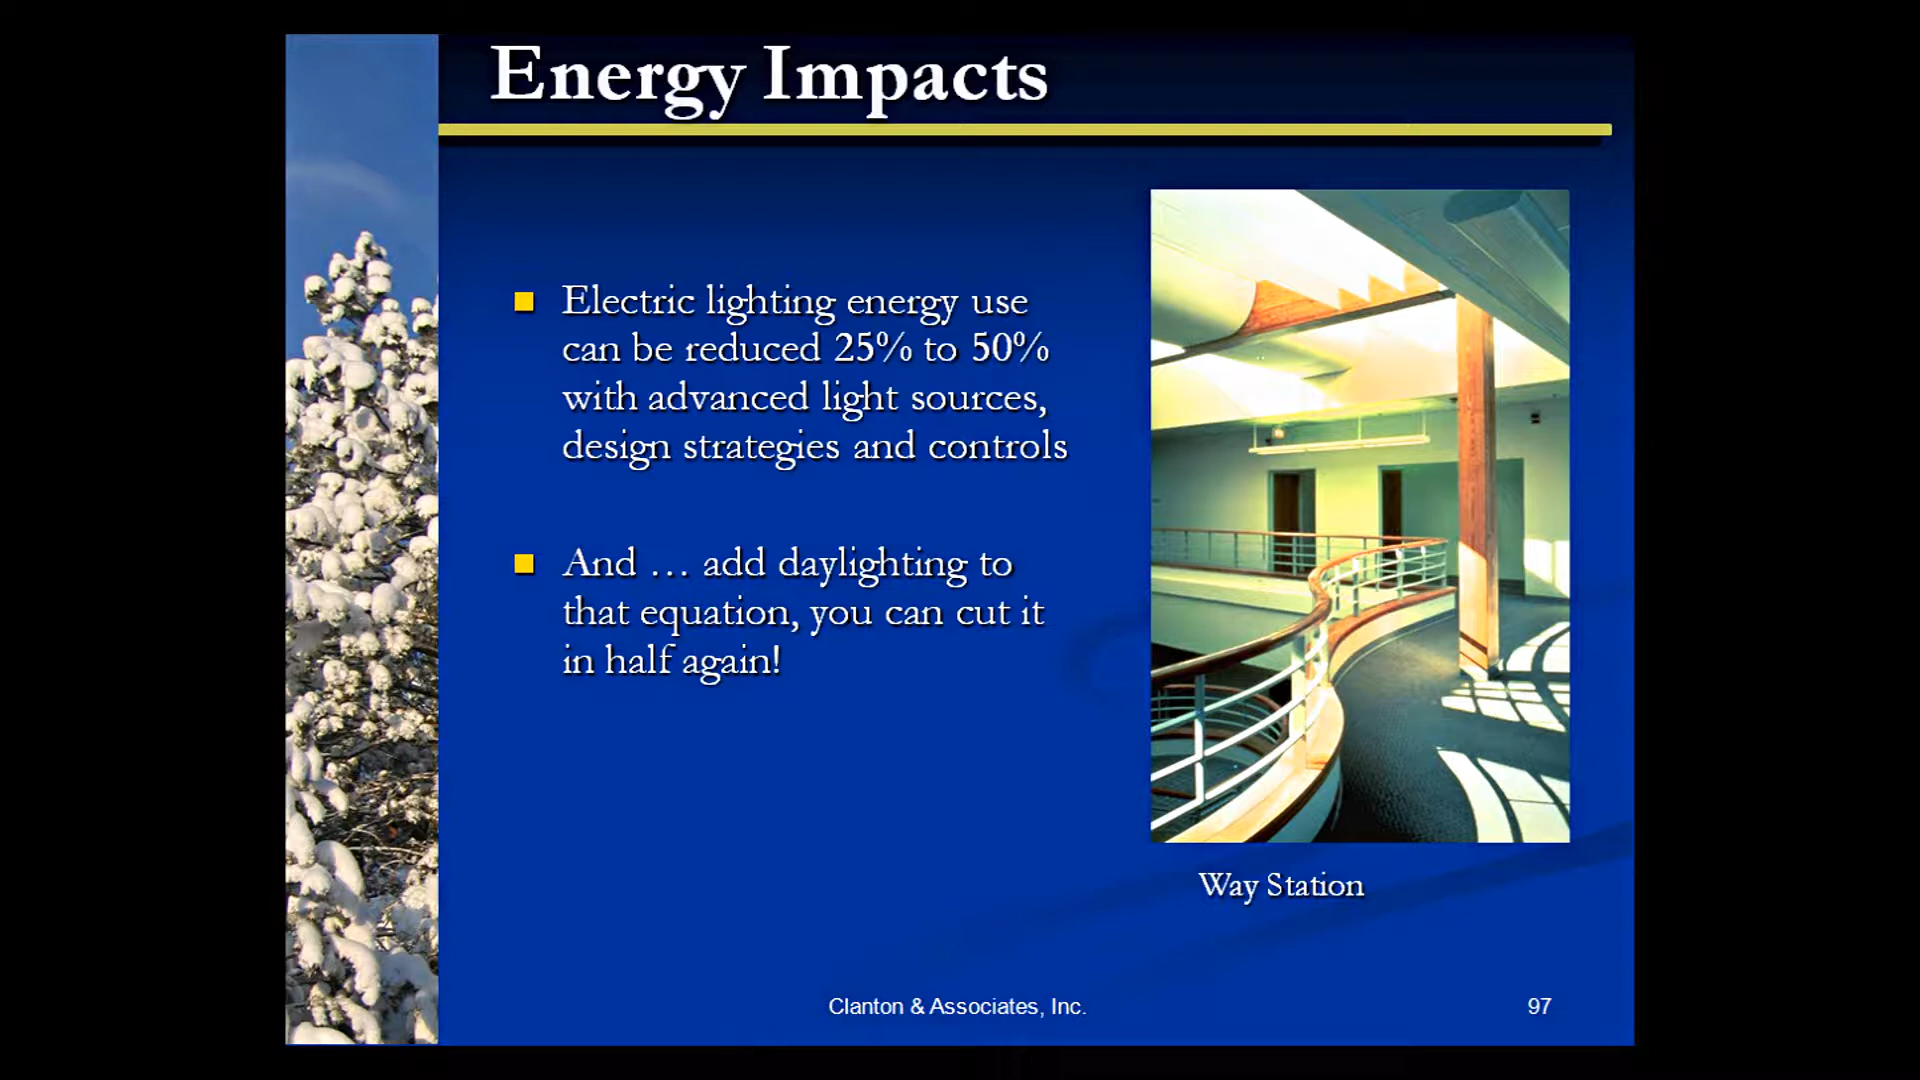 Energy Impacts
Electric lighting energy use
can be reduced 25% to 50%
with advanced light sources,
design strategies and controls
And … add daylighting to
that equation, you can cut it
in half again!
Way Station
Clanton & Associates, Inc.
97